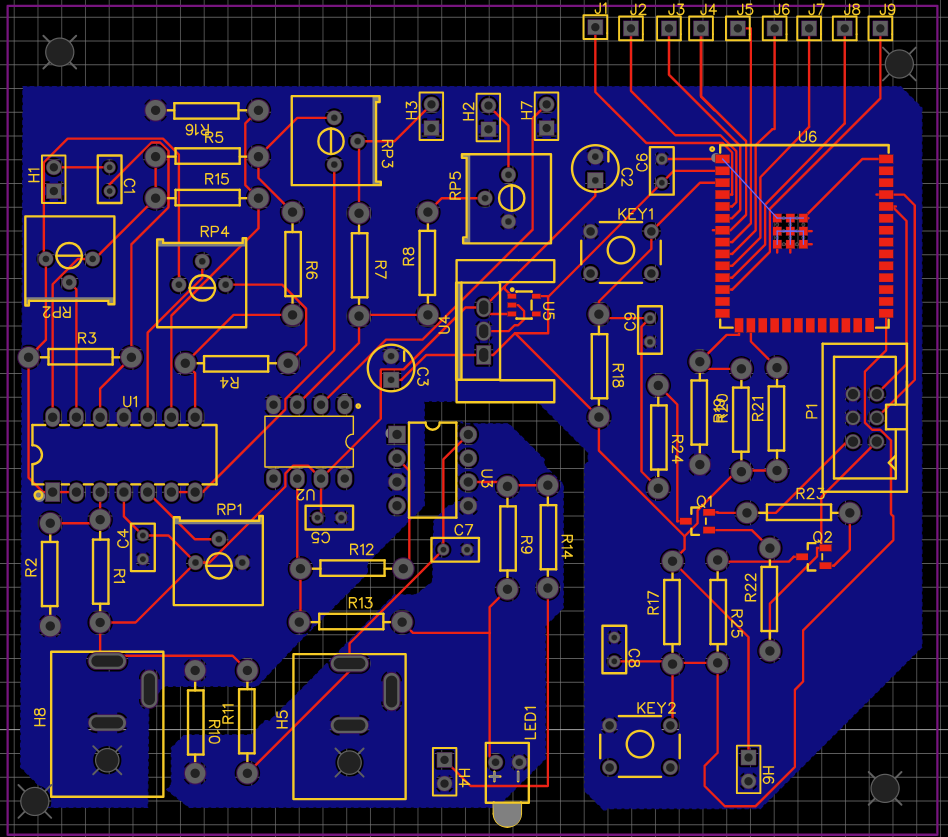 J1 J2 J3 J4 J5 J6 J7 J8 J9
R16
H3
H2
H7
R5
RP3
U6
H1
C1
R15
RP5
C2
C9
KEY1
RP4
R6
R7
R8
RP2
U4
U5
C9
R3
R4
C3
R18
U1
R20
R21
P1
R24
U2
U3
RP1
C5
R23
Q1
C4
C7
R9
R14
Q2
R2
R1
R12
R17
R22
R13
R25
C8
H8
R10
R11
H5
LED1
KEY2
H4
+ -
H6